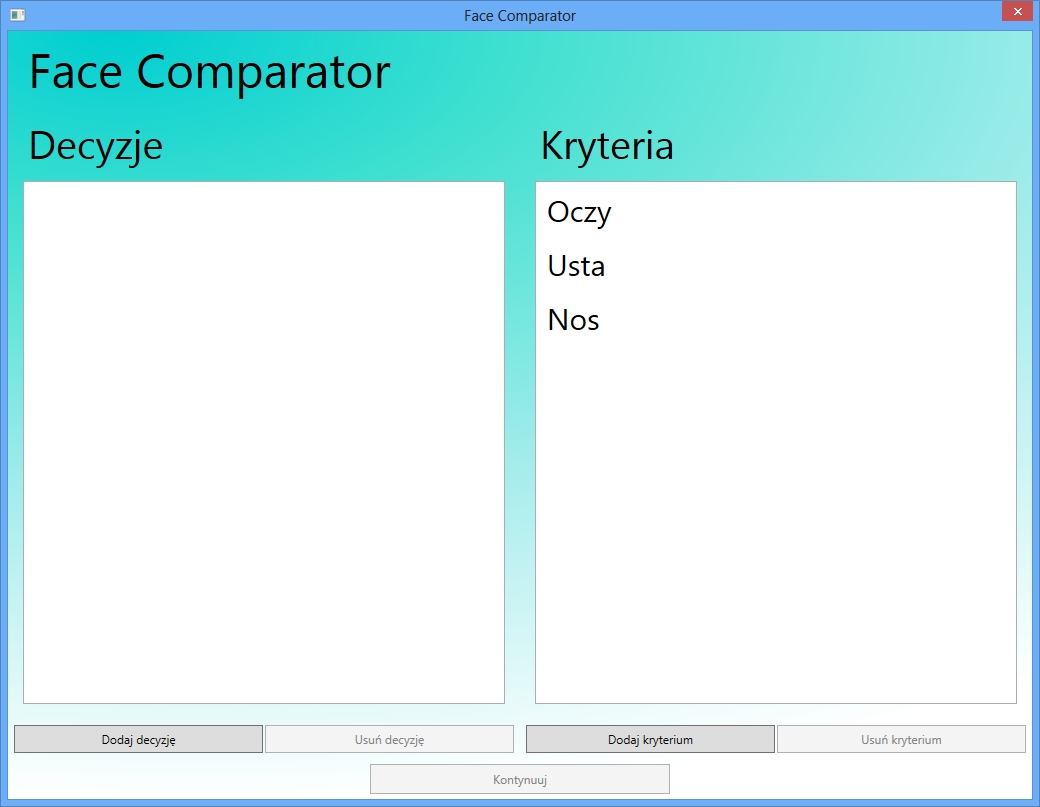 Face Comparator
Face Comparator
Decyzje
Kryteria
Oczy
Usta
Nos
Dodaj decyzję
Usuń decyzję
Dodaj kryterium
Usuń kryterium
Kontynuuj